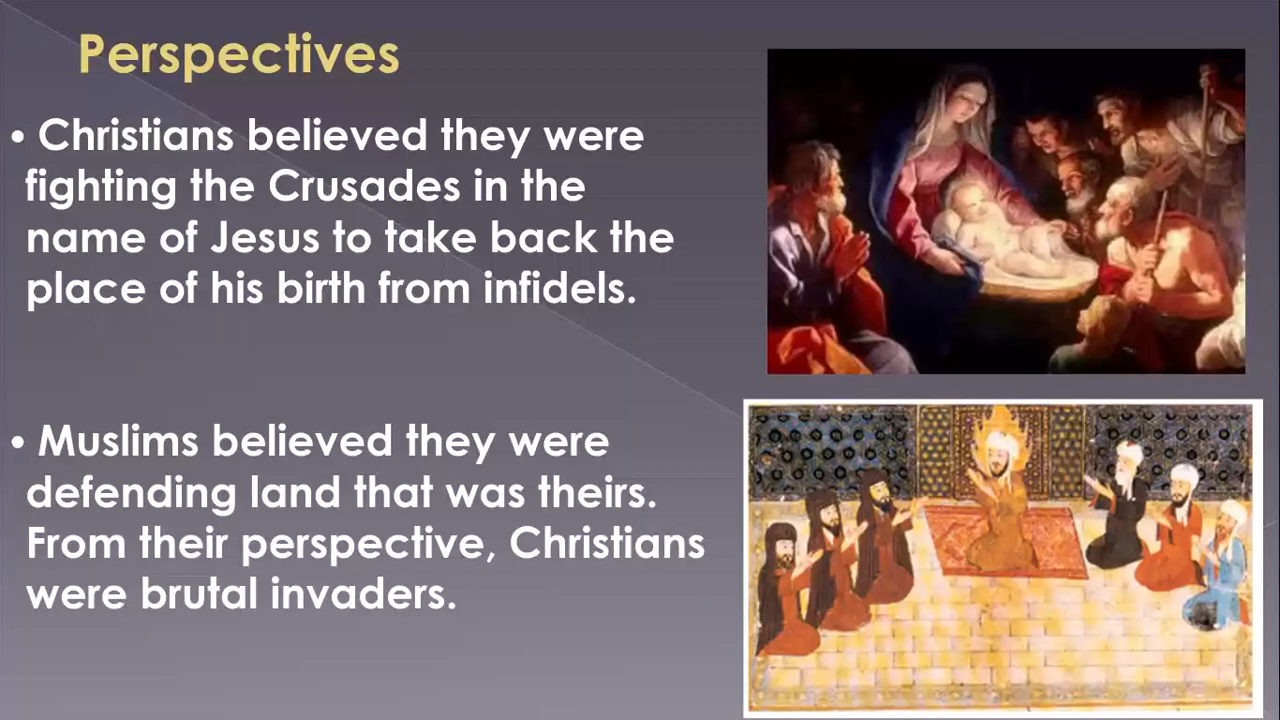 Perspectives
• Christians believed they were
fighting the Crusades in the
name of Jesus to take back the
place of his birth from infidels.
• Muslims believed they were
defending land that was theirs.
From their perspective, Christians
were brutal invaders.